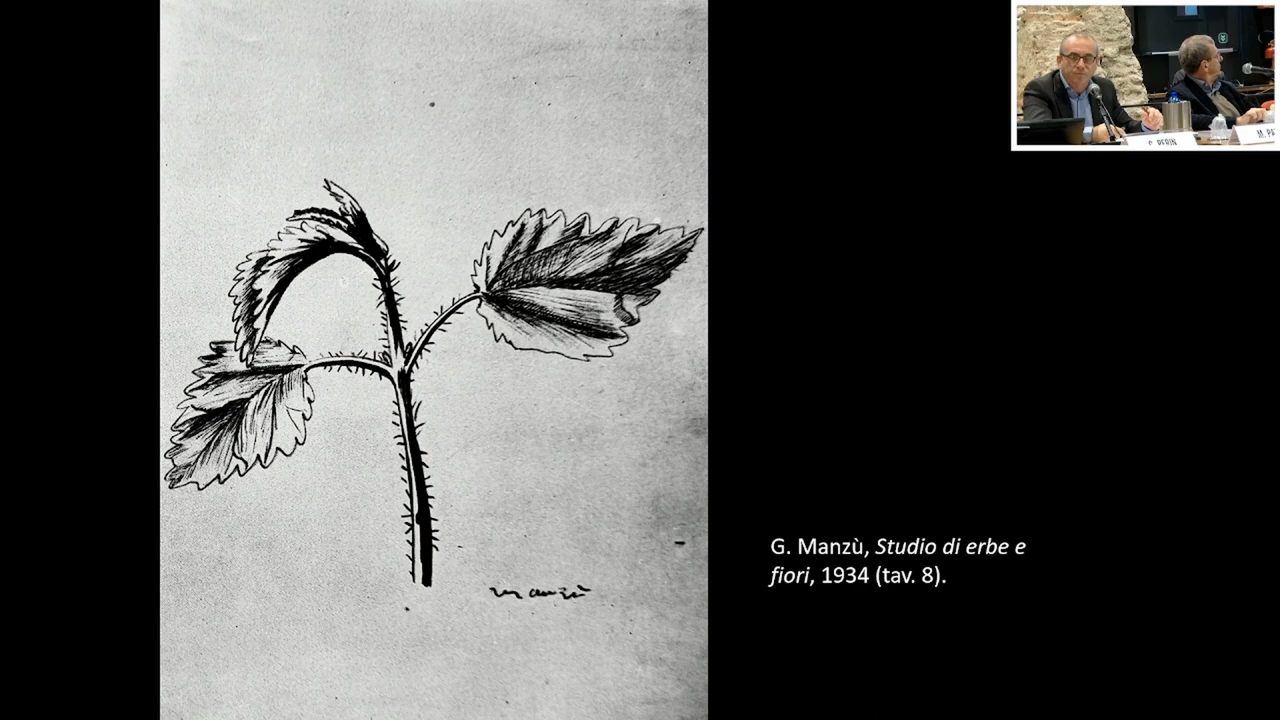 G. Manzù, Studio di erbe e
fiori, 1934 (tav. 8).
manzù